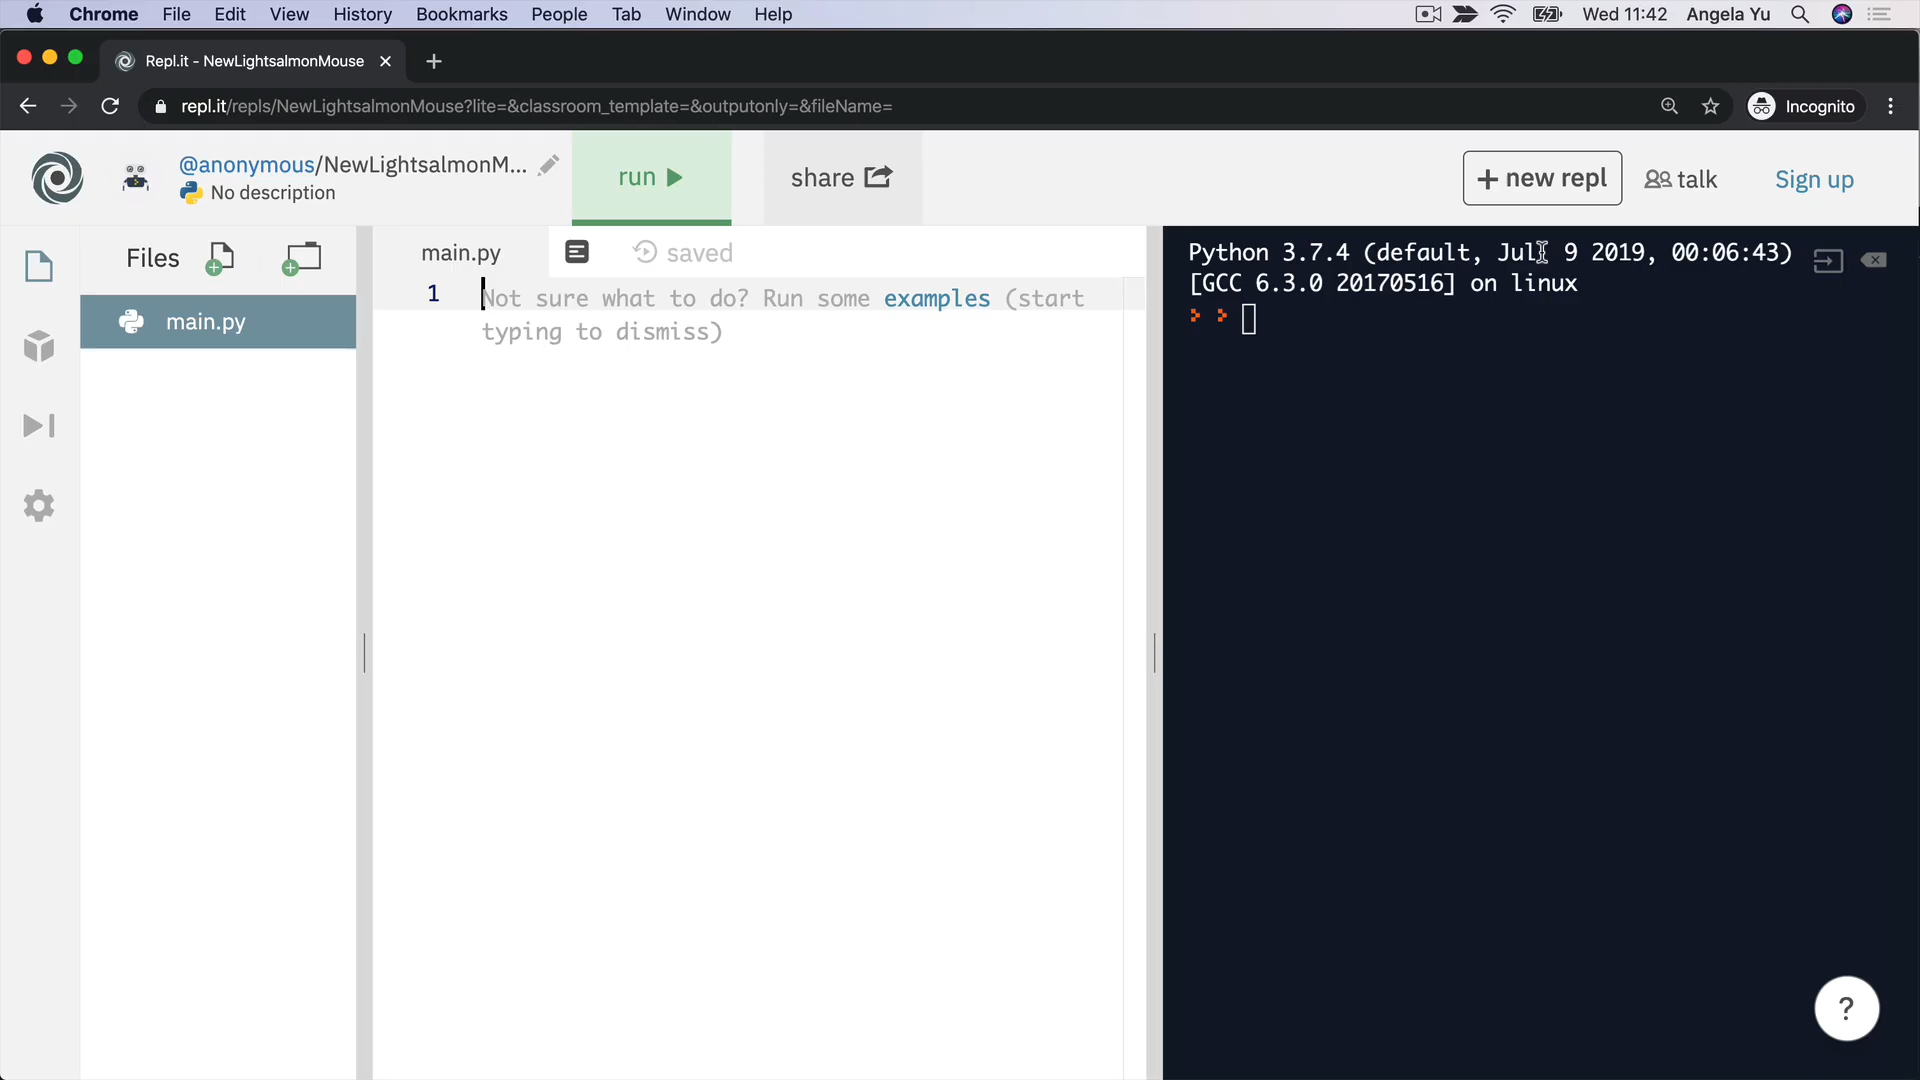 Chrome File Edit View History Bookmarks People Tab Window Help Wed 11:42 Angela Yu
Repl.it - NewLightsalmonMouse
repl.it/repls/NewLightsalmonMouse?lite=&classroom_template=&outputonly=&fileName= Incognito
@anonymous/NewLightsalmonM...
No description
run share + new repl talk Sign up
Files
main.py
main.py saved
1 Not sure what to do? Run some examples (start
typing to dismiss)
Python 3.7.4 (default, Jul 9 2019, 00:06:43)
[GCC 6.3.0 20170516] on linux
?